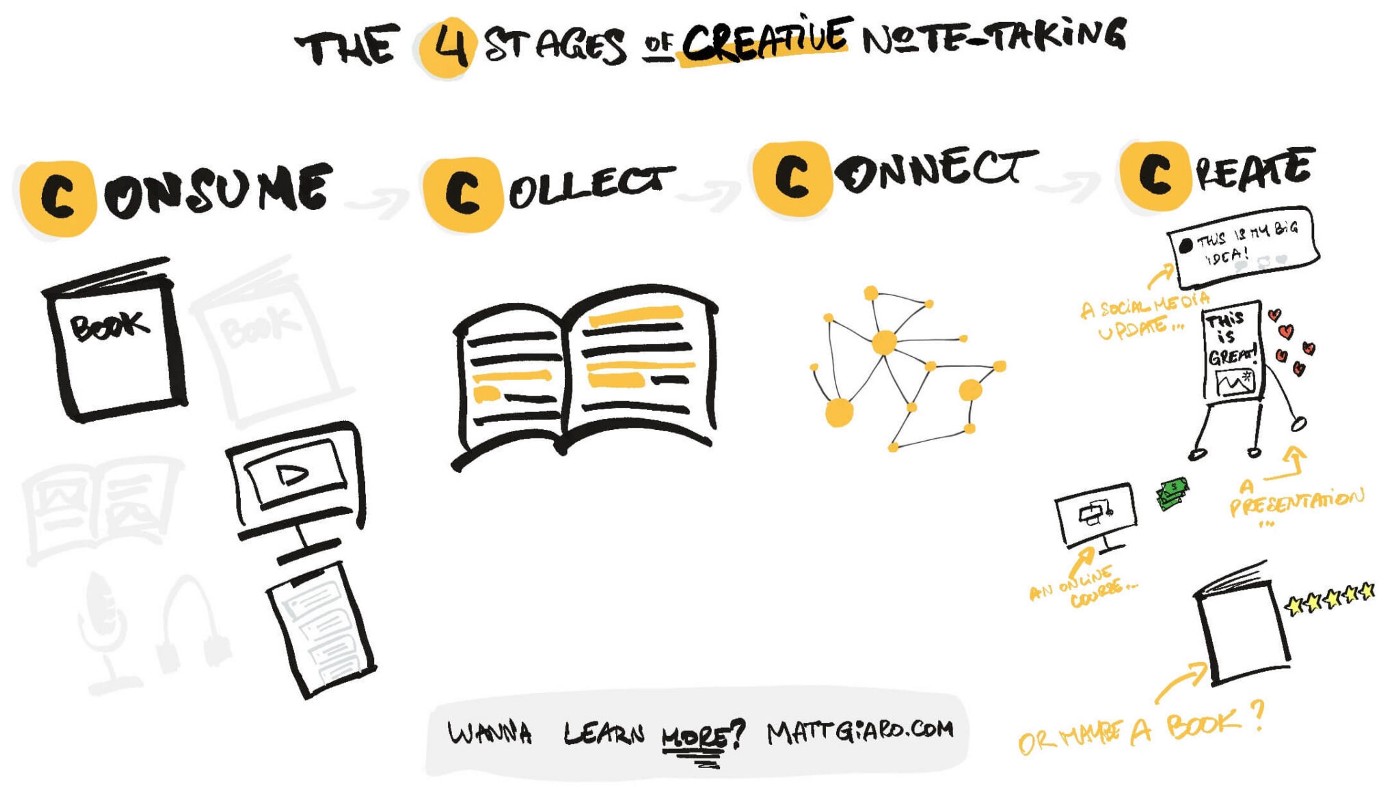 THE 4 STAGES OF CREATIVE NOTE-TAKING
CONSUME
COLLECT
CONNECT
CREATE
BOOK
BOOK
THIS IS MY BIG
IDEA!
A SOCIAL MEDIA
UPDATE...
THIS
IS
GREAT!
A
PRESENTATION
...
AN ONLINE
COURSE...
OR MAYBE A BOOK?
WANNA LEARN MORE? MATTGIARO.COM